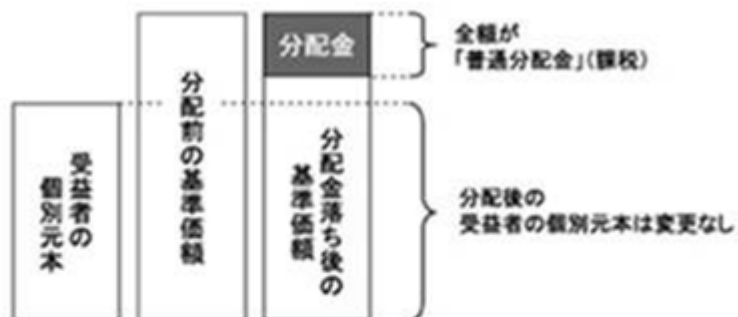 受益者の
個別元本
分配前の基準価額
分配金
分配金落ち後の
基準価額
全額が
「普通分配金」(課税)
分配後の
受益者の個別元本は変更なし